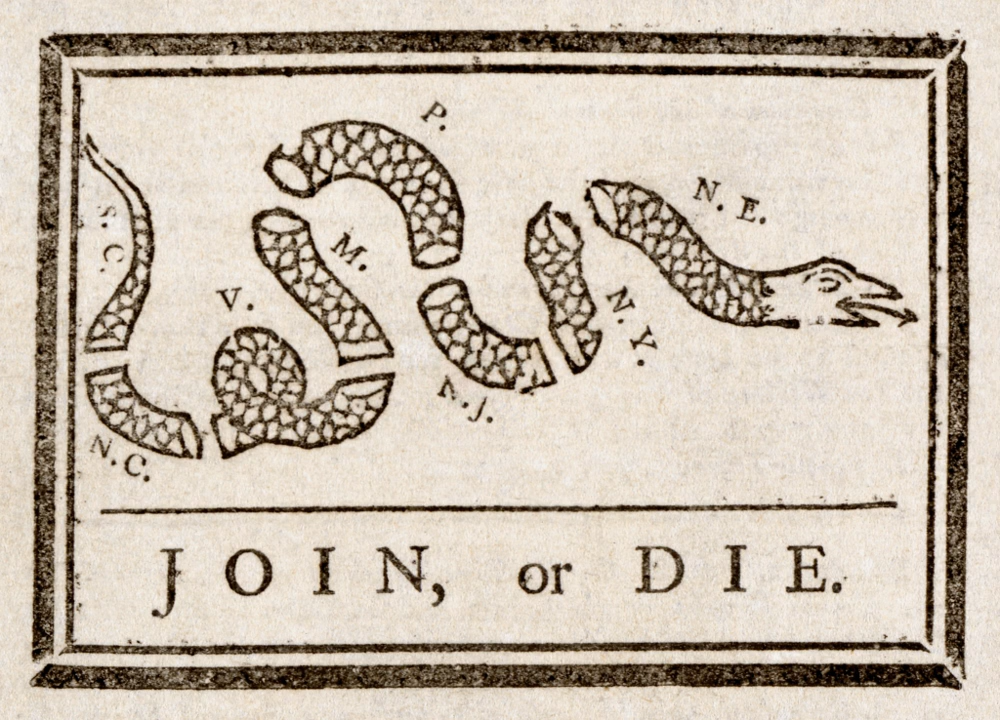 P.
N. E.
S. C.
M.
V.
N. Y.
N. J.
N. C.
JOIN, or DIE.